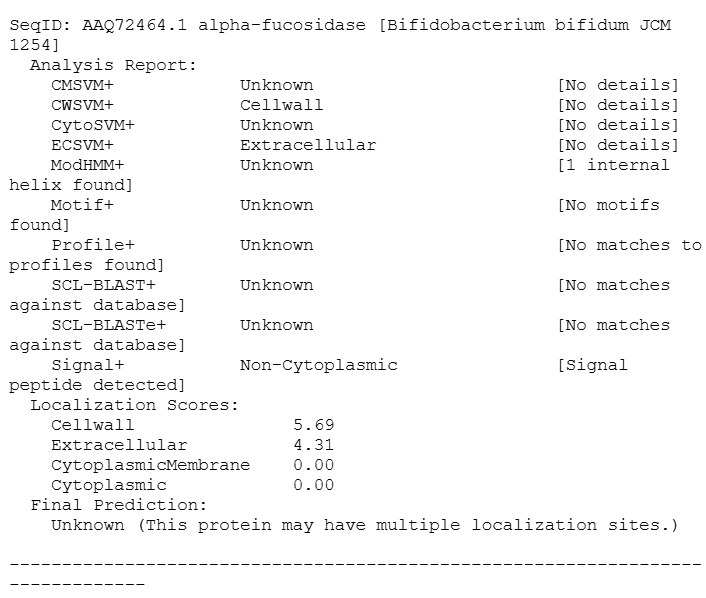 SeqID: AAQ72464.1 alpha-fucosidase [Bifidobacterium bifidum JCM
1254]
  Analysis Report:
    CMSVM+            Unknown                       [No details]
    CWSVM+            Cellwall                      [No details]
    CytoSVM+          Unknown                       [No details]
    ECSVM+            Extracellular                 [No details]
    ModHMM+           Unknown                       [1 internal
helix found]
    Motif+            Unknown                       [No motifs
found]
    Profile+          Unknown                       [No matches to
profiles found]
    SCL-BLAST+        Unknown                       [No matches
against database]
    SCL-BLASTe+       Unknown                       [No matches
against database]
    Signal+           Non-Cytoplasmic               [Signal
peptide detected]
  Localization Scores:
    Cellwall               5.69
    Extracellular          4.31
    CytoplasmicMembrane    0.00
    Cytoplasmic            0.00
  Final Prediction:
    Unknown (This protein may have multiple localization sites.)

------------------------------------------------------------------
-------------